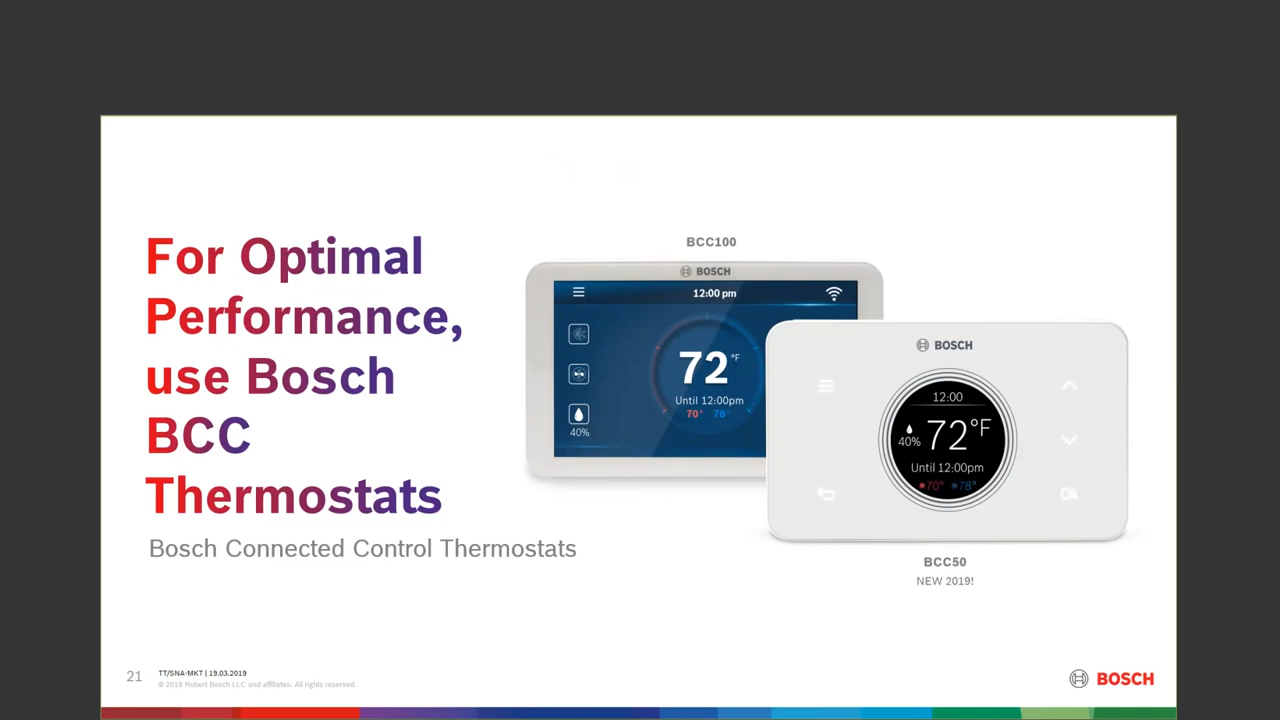 For Optimal
Performance,
use Bosch
BCC
Thermostats
Bosch Connected Control Thermostats
BCC100
BOSCH
12:00 pm
72°F
Until 12:00pm
70° 78°
40%
BOSCH
12:00
40% 72°F
Until 12:00pm
70° 78°
Ok
BCC50
NEW 2019!
21
TT/SNA-MKT | 19.03.2019
© 2019 Robert Bosch LLC and affiliates. All rights reserved.
BOSCH